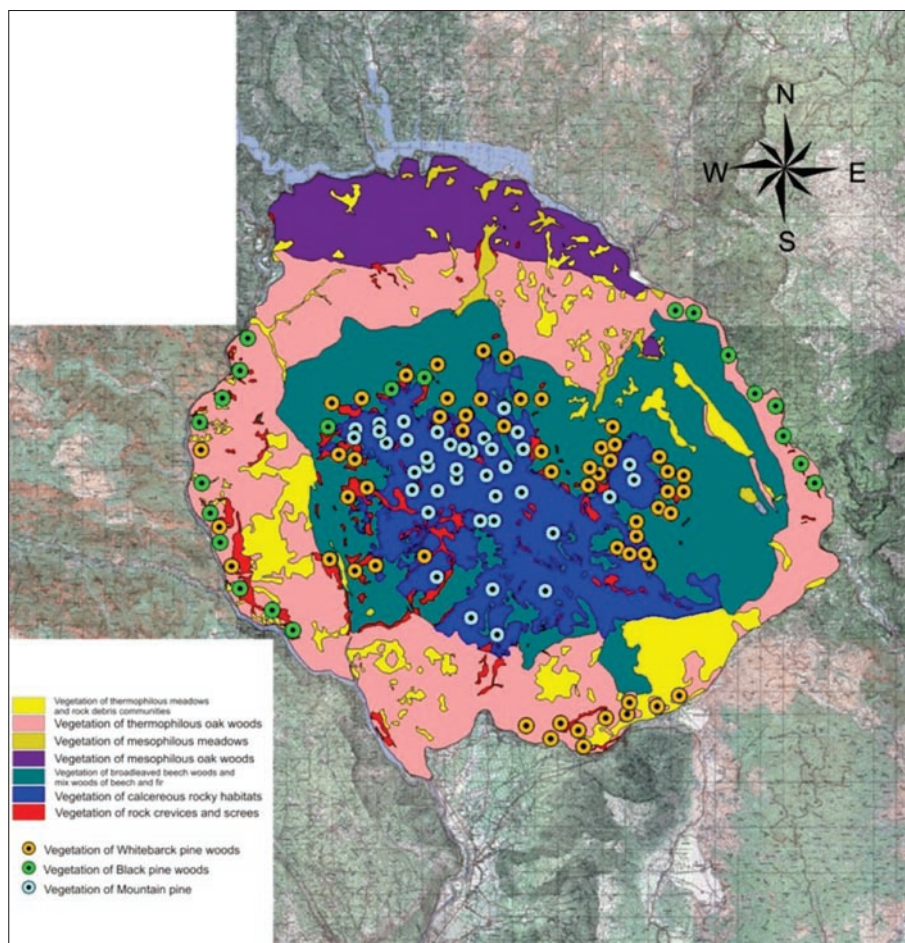 N
W E
S
Vegetation of thermophilous meadows
and rock debris communities
Vegetation of thermophilous oak woods
Vegetation of mesophilous meadows
Vegetation of mesophilous oak woods
Vegetation of broadleaved beech woods and
mix woods of beech and fir
Vegetation of calcereous rocky habitats
Vegetation of rock crevices and screes
Vegetation of Whitebarck pine woods
Vegetation of Black pine woods
Vegetation of Mountain pine